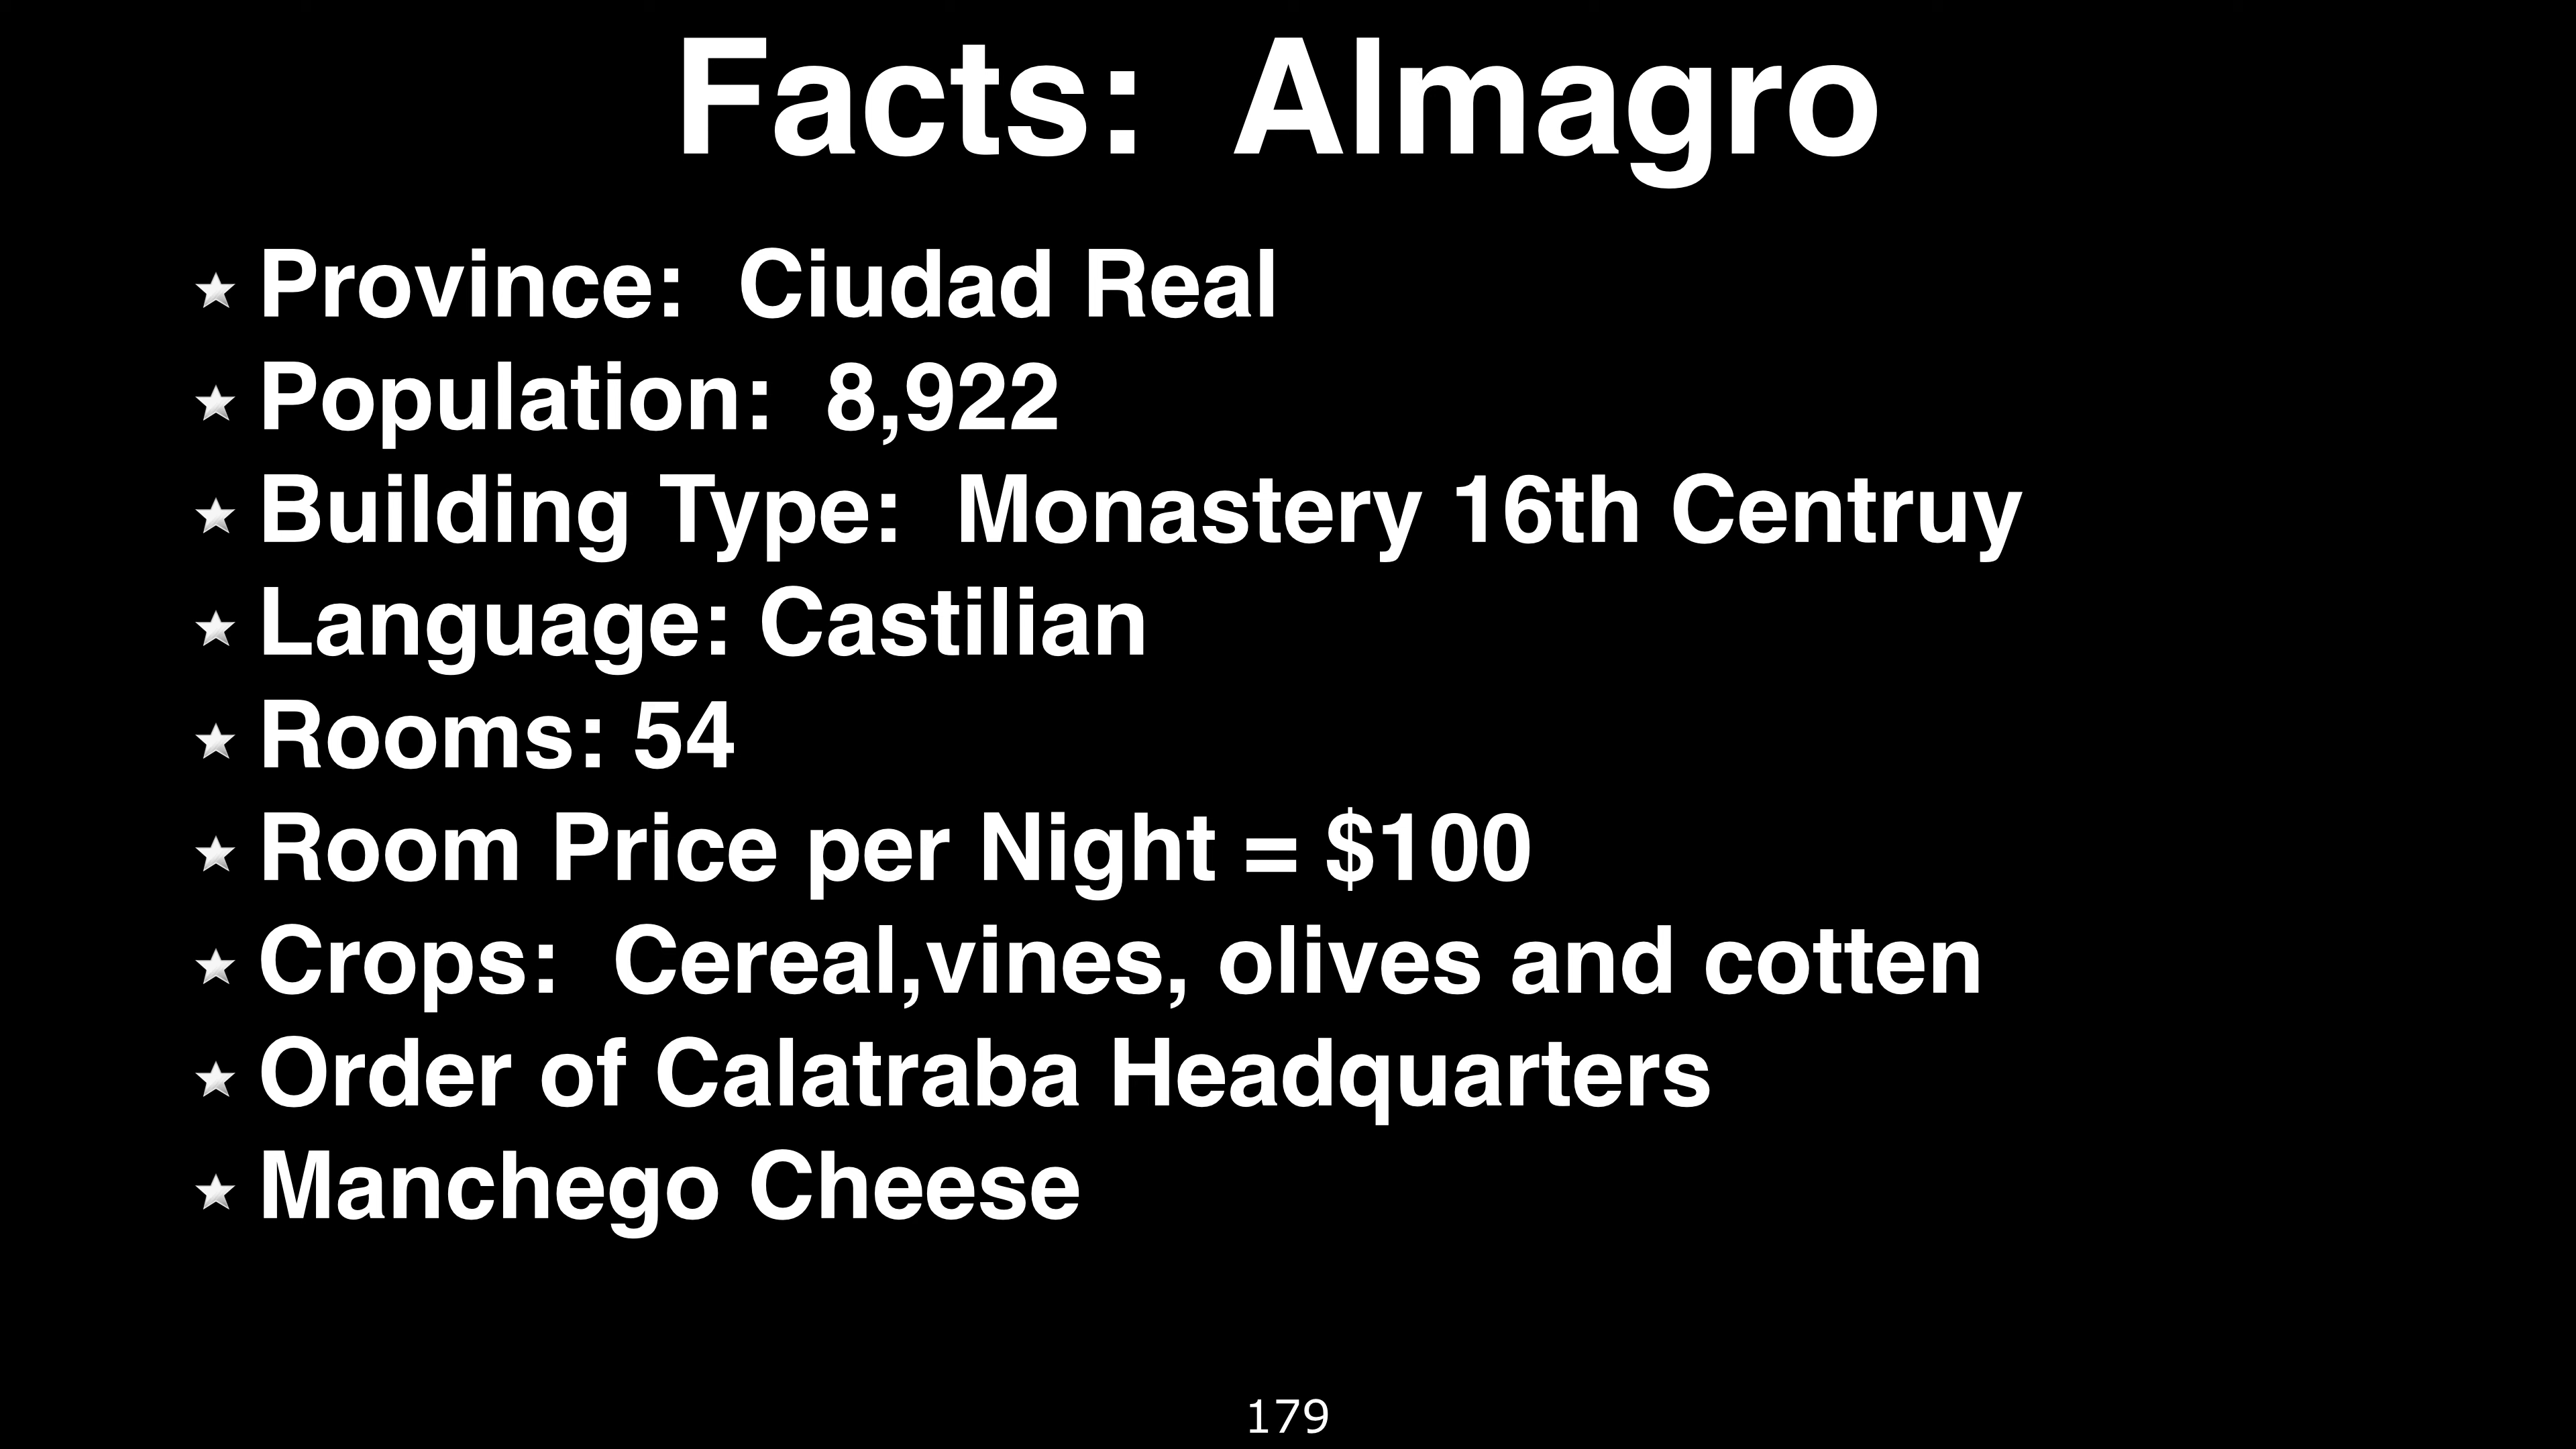 Facts:  Almagro
Province:  Ciudad Real
Population:  8,922
Building Type:  Monastery 16th Centruy
Language: Castilian
Rooms: 54
Room Price per Night = $100
Crops:  Cereal,vines, olives and cotten
Order of Calatraba Headquarters
Manchego Cheese
179